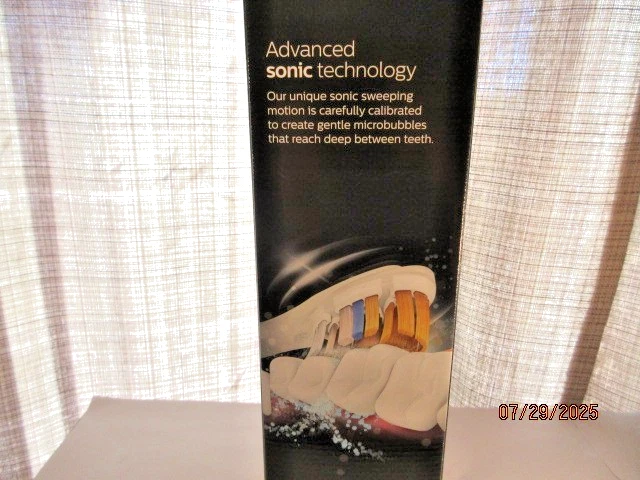 Advanced
sonic technology
Our unique sonic sweeping
motion is carefully calibrated
to create gentle microbubbles
that reach deep between teeth.
07/29/2025